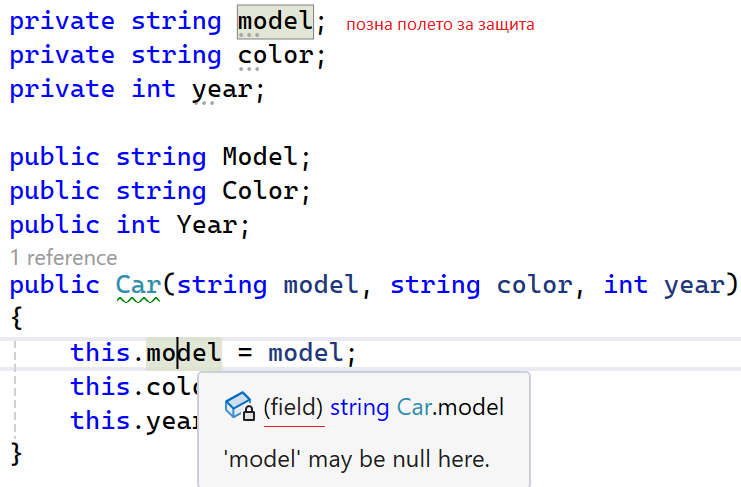 private string model; позна полето за защита
private string color;
private int year;
public string Model;
public string Color;
public int Year;
1 reference
public Car(string model, string color, int year)
{
this.model = model;
this.colo
this.year
}
(field) string Car.model
'model' may be null here.